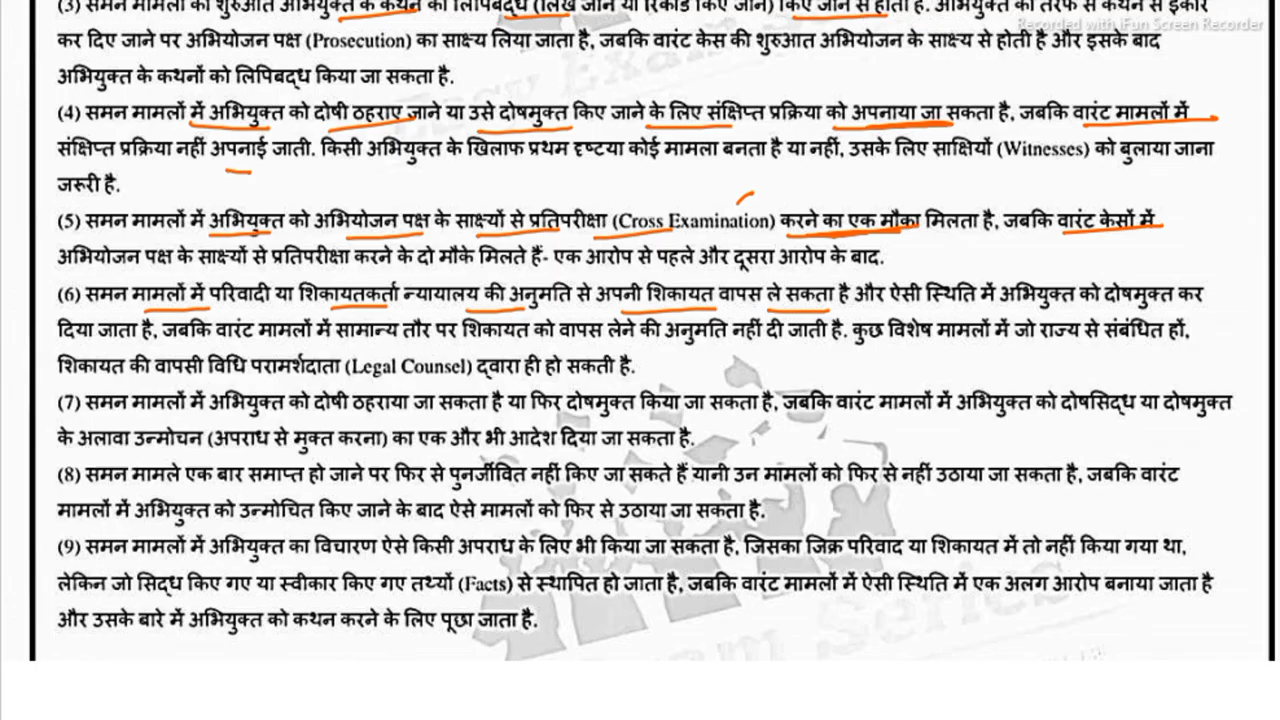 (3) समन मामलों की शुरुआत अभियुक्त के कथन को लिपिबद्ध (लिखे जाने या रिकॉर्ड किए जाने) किए जाने से होती है. अभियुक्त की तरफ से कथन से इंकार
Recorded with iFun Screen Recorder
कर दिए जाने पर अभियोजन पक्ष (Prosecution) का साक्ष्य लिया जाता है, जबकि वारंट केस की शुरुआत अभियोजन के साक्ष्य से होती है और इसके बाद
अभियुक्त के कथनों को लिपिबद्ध किया जा सकता है.
(4) समन मामलों में अभियुक्त को दोषी ठहराए जाने या उसे दोषमुक्त किए जाने के लिए संक्षिप्त प्रक्रिया को अपनाया जा सकता है, जबकि वारंट मामलों में
संक्षिप्त प्रक्रिया नहीं अपनाई जाती. किसी अभियुक्त के खिलाफ प्रथम दृष्टया कोई मामला बनता है या नहीं, उसके लिए साक्षियों (Witnesses) को बुलाया जाना
जरूरी है.
(5) समन मामलों में अभियुक्त को अभियोजन पक्ष के साक्ष्यों से प्रतिपरीक्षा (Cross Examination) करने का एक मौका मिलता है, जबकि वारंट केसों में
अभियोजन पक्ष के साक्ष्यों से प्रतिपरीक्षा करने के दो मौके मिलते हैं- एक आरोप से पहले और दूसरा आरोप के बाद.
(6) समन मामलों में परिवादी या शिकायतकर्ता न्यायालय की अनुमति से अपनी शिकायत वापस ले सकता है और ऐसी स्थिति में अभियुक्त को दोषमुक्त कर
दिया जाता है, जबकि वारंट मामलों में सामान्य तौर पर शिकायत को वापस लेने की अनुमति नहीं दी जाती है. कुछ विशेष मामलों में जो राज्य से संबंधित हों,
शिकायत की वापसी विधि परामर्शदाता (Legal Counsel) द्वारा ही हो सकती है.
(7) समन मामलों में अभियुक्त को दोषी ठहराया जा सकता है या फिर दोषमुक्त किया जा सकता है, जबकि वारंट मामलों में अभियुक्त को दोषसिद्ध या दोषमुक्त
के अलावा उन्मोचन (अपराध से मुक्त करना) का एक और भी आदेश दिया जा सकता है.
(8) समन मामले एक बार समाप्त हो जाने पर फिर से पुनर्जीवित नहीं किए जा सकते हैं यानी उन मामलों को फिर से नहीं उठाया जा सकता है, जबकि वारंट
मामलों में अभियुक्त को उन्मोचित किए जाने के बाद ऐसे मामलों को फिर से उठाया जा सकता है.
(9) समन मामलों में अभियुक्त का विचारण ऐसे किसी अपराध के लिए भी किया जा सकता है, जिसका जिक्र परिवाद या शिकायत में तो नहीं किया गया था,
लेकिन जो सिद्ध किए गए या स्वीकार किए गए तथ्यों (Facts) से स्थापित हो जाता है, जबकि वारंट मामलों में ऐसी स्थिति में एक अलग आरोप बनाया जाता है
और उसके बारे में अभियुक्त को कथन करने के लिए पूछा जाता है.